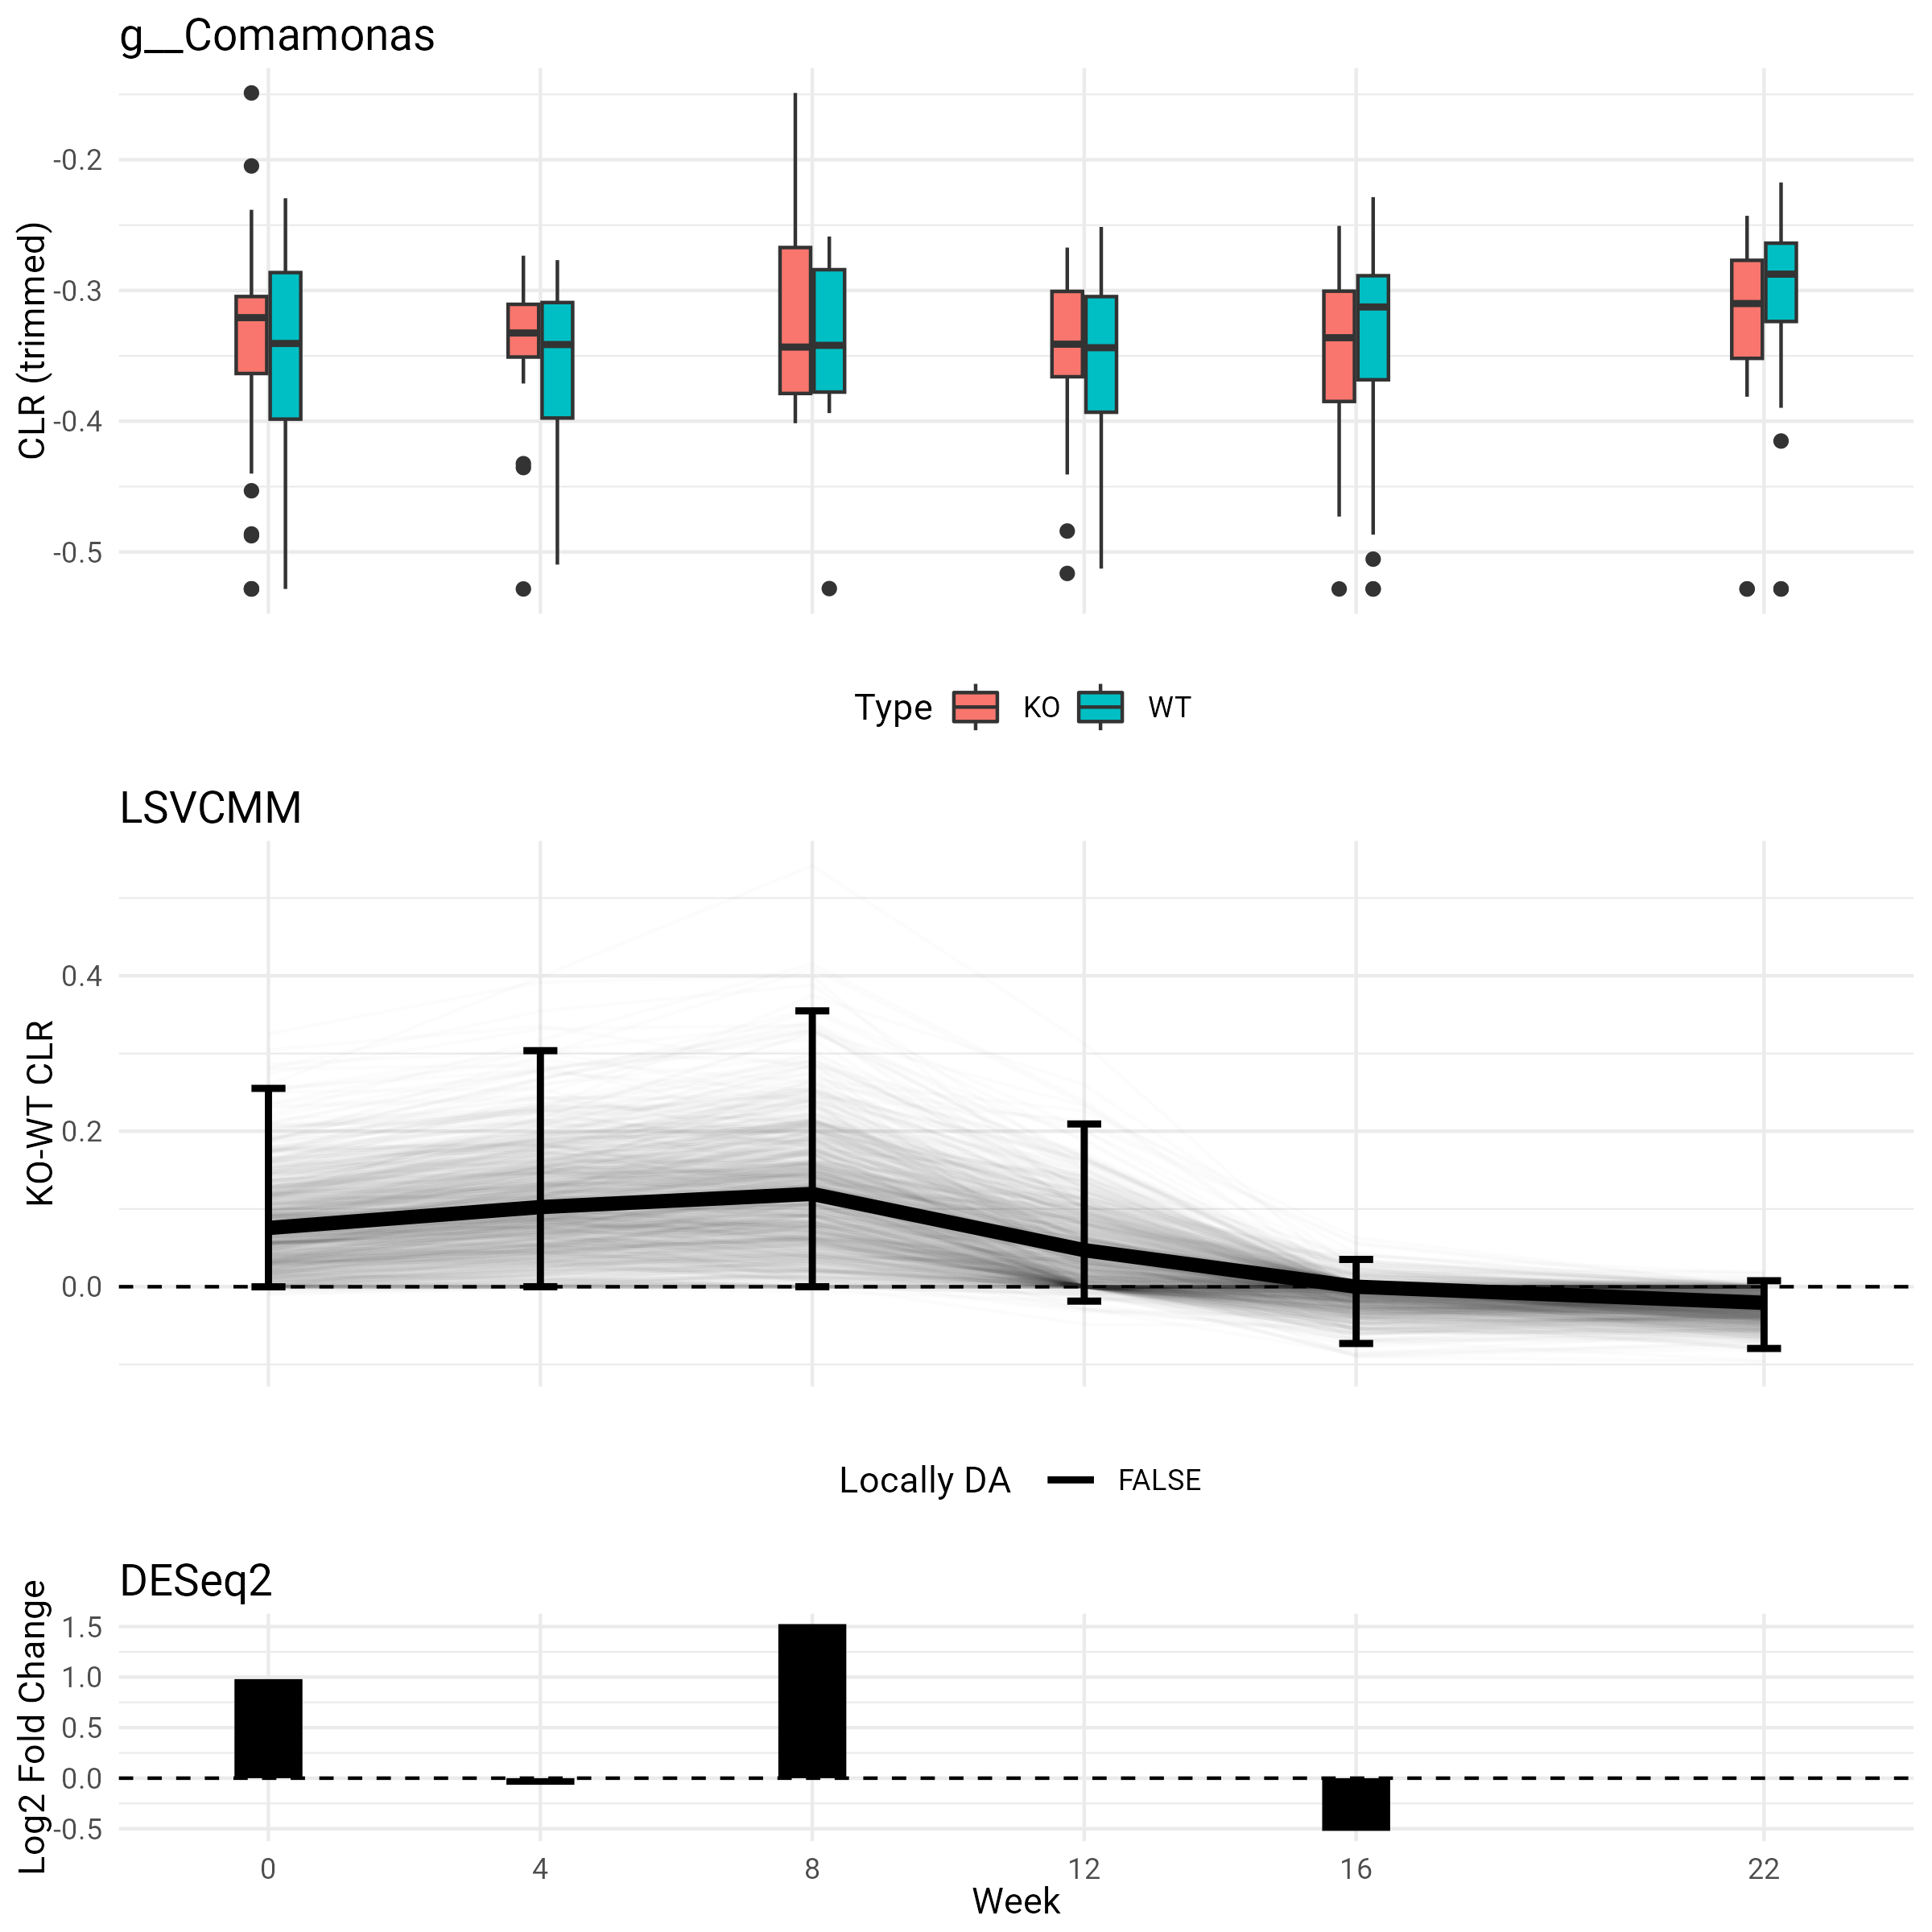 g__Comamonas
CLR (trimmed)
-0.2
-0.3
-0.4
-0.5
Type KO WT
LSVCMM
KO-WT CLR
0.4
0.2
0.0
Locally DA FALSE
DESeq2
Log2 Fold Change
1.5
1.0
0.5
0.0
-0.5
0 4 8 12 16 22
Week